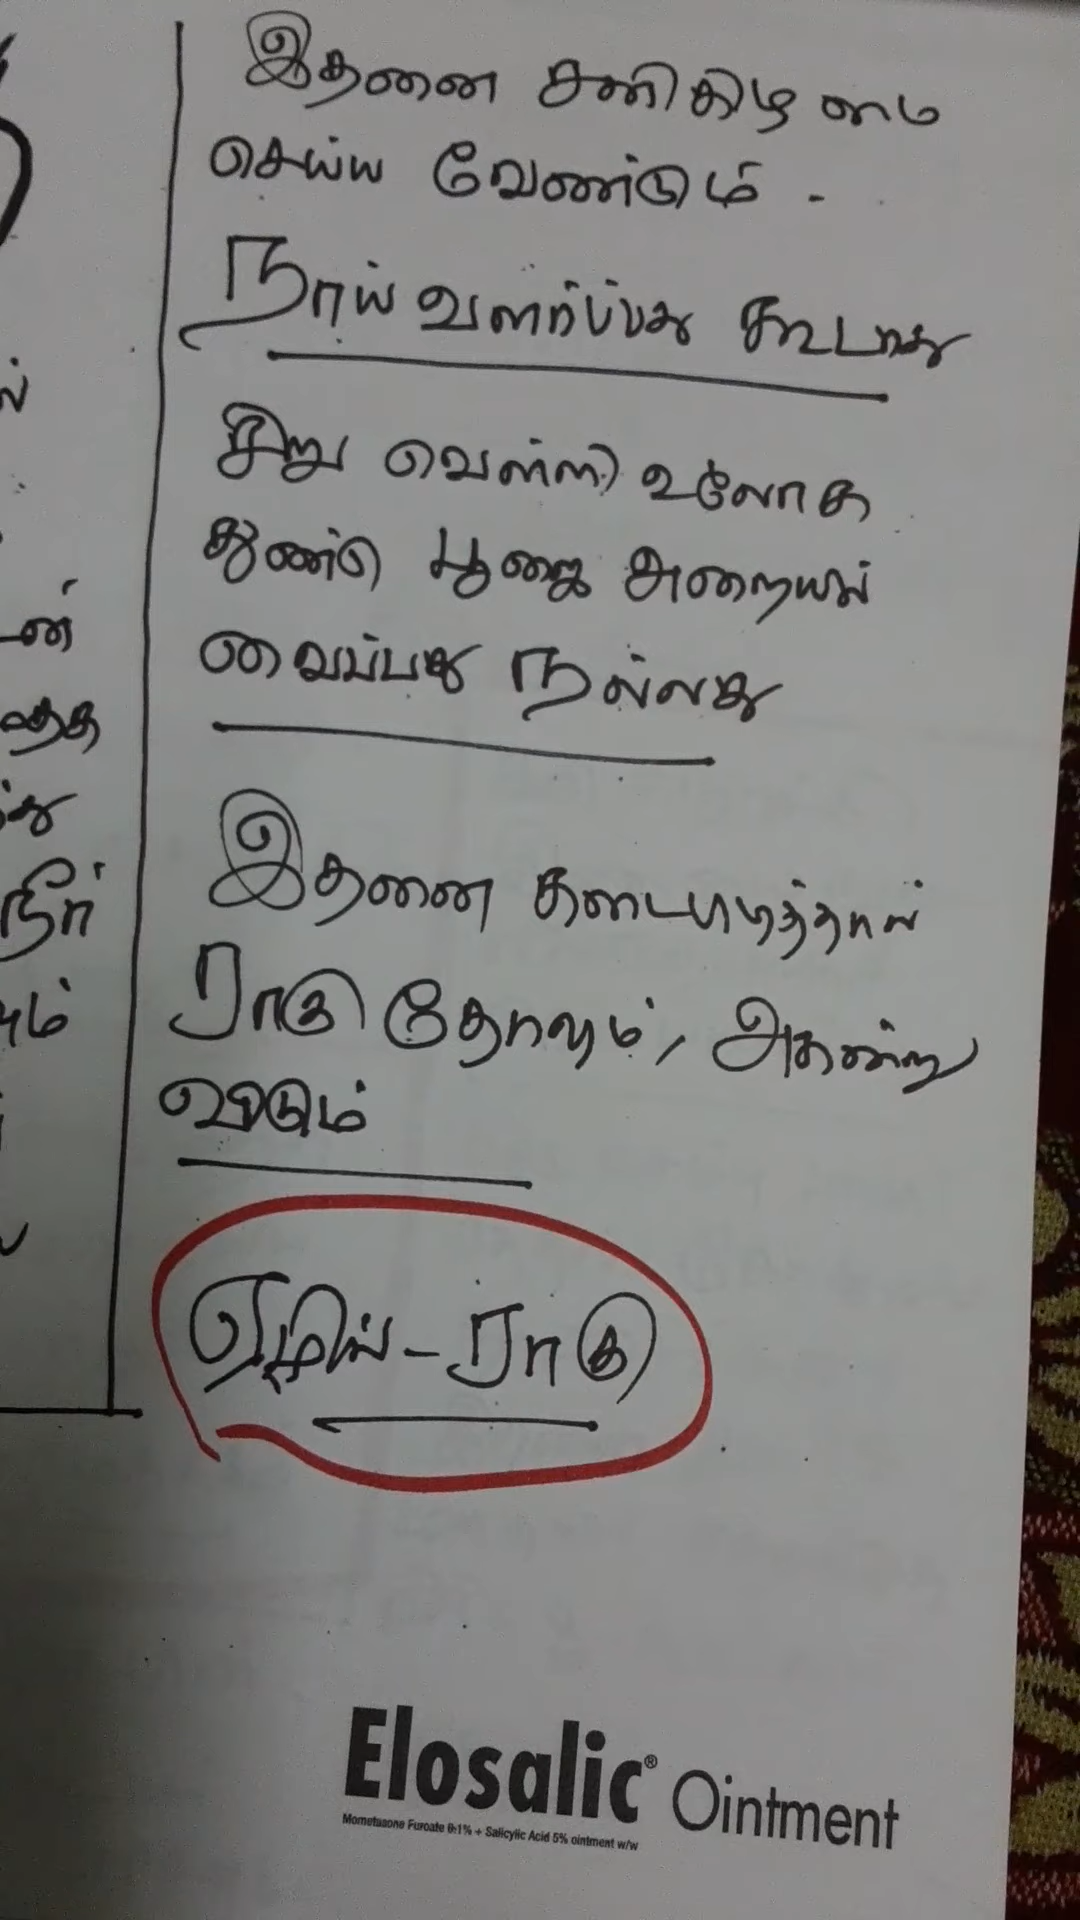 இதனை சனிகிழமை
செய்ய வேண்டும் .
நாய் வளர்ப்பது கூடாது
சிறு வெள்ளி உலோக
துண்டு பூஜை அறையில்
வைப்பது நல்லது
இதனை கடைபிடித்தால்
ராகு தோஷமும், அகன்று
விடும்
ஏழில் - ராகு
Elosalic® Ointment
Mometasone Furoate 0.1% + Salicylic Acid 5% ointment w/w